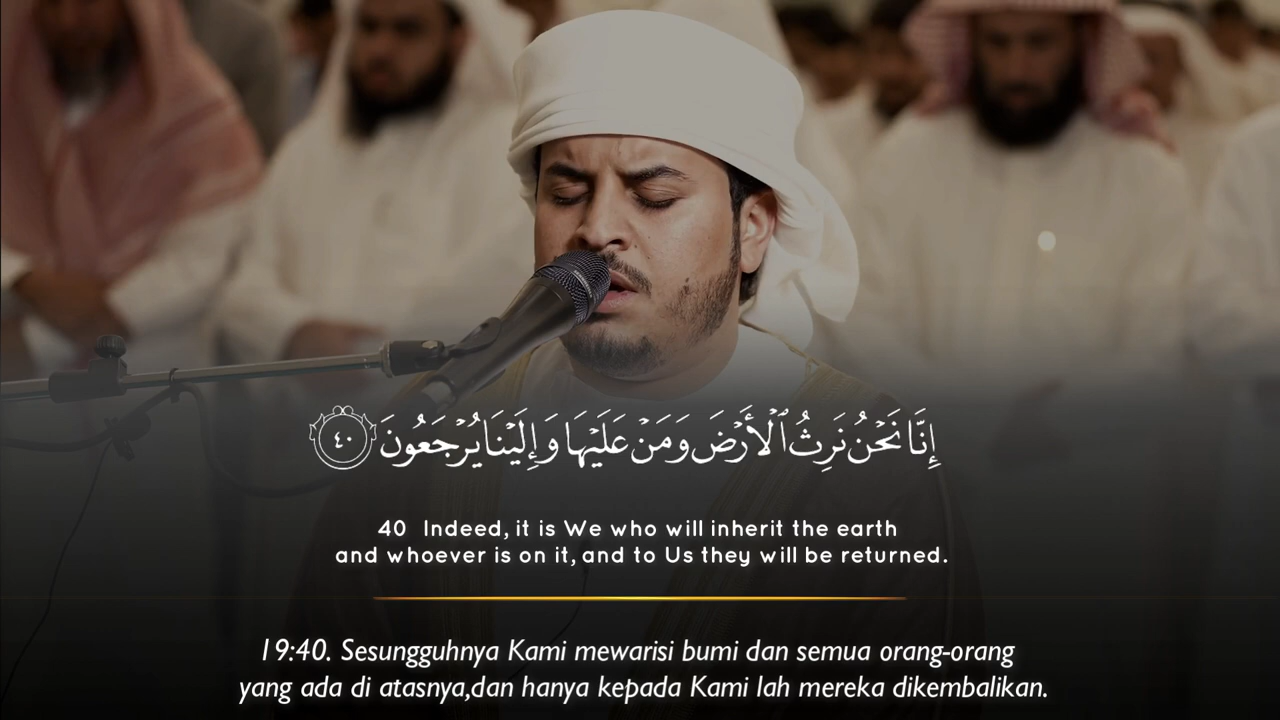 إِنَّا نَحْنُ نَرِثُ ٱلْأَرْضَ وَمَنْ عَلَيْهَا وَإِلَيْنَا يُرْجَعُونَ ٤٠
40 Indeed, it is We who will inherit the earth
and whoever is on it, and to Us they will be returned.
19:40. Sesungguhnya Kami mewarisi bumi dan semua orang-orang
yang ada di atasnya,dan hanya kepada Kami lah mereka dikembalikan.